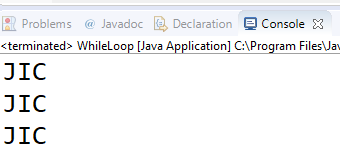 Problems @ Javadoc Declaration Console
<terminated> WhileLoop [Java Application] C:\Program Files\Jav
JIC
JIC
JIC